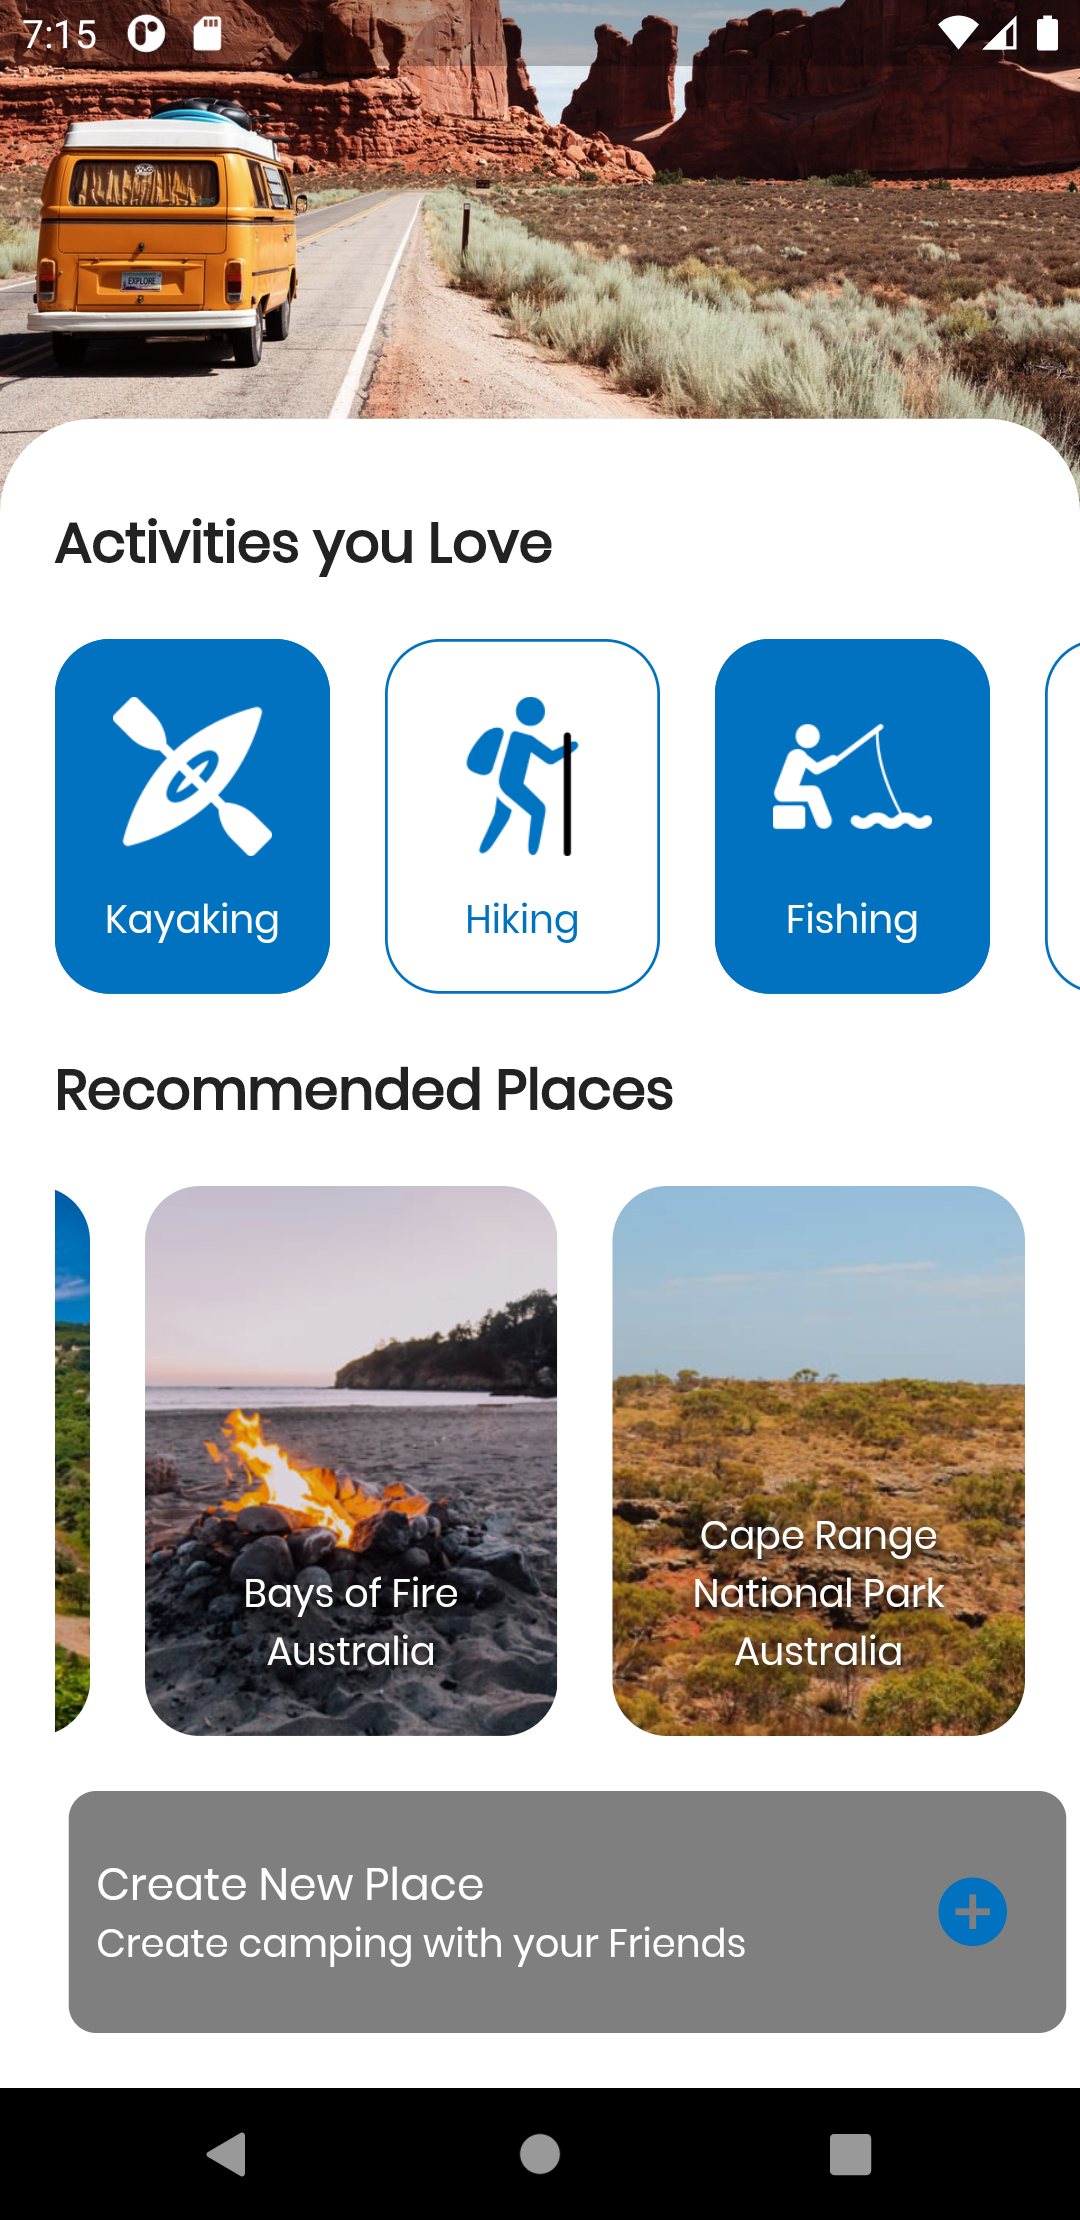 7:15
EXPLORE
Activities you Love
Kayaking
Hiking
Fishing
Recommended Places
Bays of Fire
Australia
Cape Range
National Park
Australia
Create New Place
Create camping with your Friends